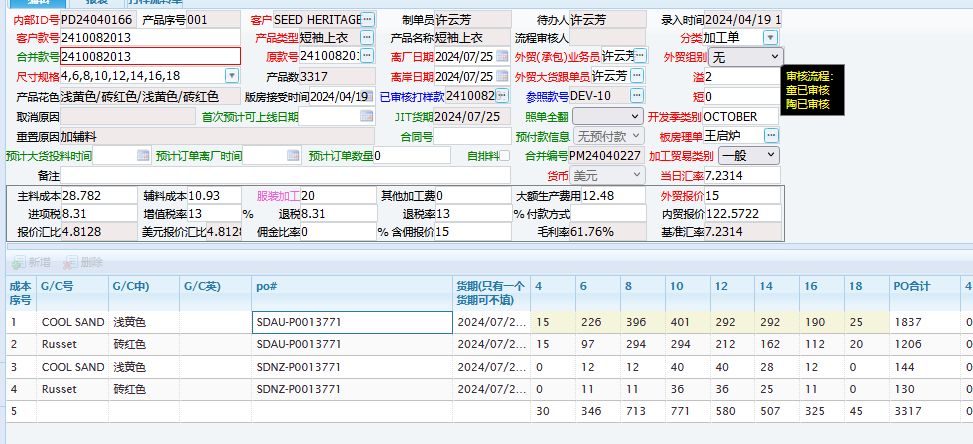 内部ID号 PD24040166 产品序号 001 客户 SEED HERITAGE 制单员 许云芳 待办人 许云芳 录入时间 2024/04/19 1
客户款号 2410082013 产品类型 短袖上衣 产品名称 短袖上衣 流程审核人 分类 加工单
合并款号 2410082013 原款号 241008201 离厂日期 2024/07/25 外贸(承包)业务员 许云芳 外贸组别 无
尺寸规格 4,6,8,10,12,14,16,18 产品数 3317 离岸日期 2024/07/25 外贸大货跟单员 许云芳 溢 2
审核流程:
童已审核
陶已审核
产品花色 浅黄色/砖红色/浅黄色/砖红色 版房接受时间 2024/04/19 已审核打样款 241008 参照款号 DEV-10 短 0
取消原因 首次预计可上线日期 JIT货期 2024/07/25 照单全翻 开发季类别 OCTOBER
重置原因 加辅料 合同号 预付款信息 无预付款 板房理单 王启炉
预计大货投料时间 预计订单离厂时间 预计订单数量 0 自排料 合并编号 PM24040227 加工贸易类别 一般
备注 货币 美元 当日汇率 7.2314
主料成本 28.782 辅料成本 10.93 服装加工 20 其他加工费 0 大额生产费用 12.48 外贸报价 15
进项税 8.31 增值税率 13 % 退税 8.31 退税率 13 % 付款方式 内贸报价 122.5722
报价汇比 4.8128 美元报价汇比 4.8128 佣金比率 0 % 含佣报价 15 毛利率 61.76% 基准汇率 7.2314
新增 删除
成本序号 G/C号 G/C中) G/C英) po# 货期(只有一个货期可不填) 4 6 8 10 12 14 16 18 PO合计 4
1 COOL SAND 浅黄色 SDAU-P0013771 2024/07/2... 15 226 396 401 292 292 190 25 1837 0
2 Russet 砖红色 SDAU-P0013771 2024/07/2... 15 97 294 294 212 162 112 20 1206 0
3 COOL SAND 浅黄色 SDNZ-P0013771 2024/07/2... 0 12 12 40 40 28 12 0 144 0
4 Russet 砖红色 SDNZ-P0013771 2024/07/2... 0 11 11 36 36 25 11 0 130 0
5 30 346 713 771 580 507 325 45 3317 0